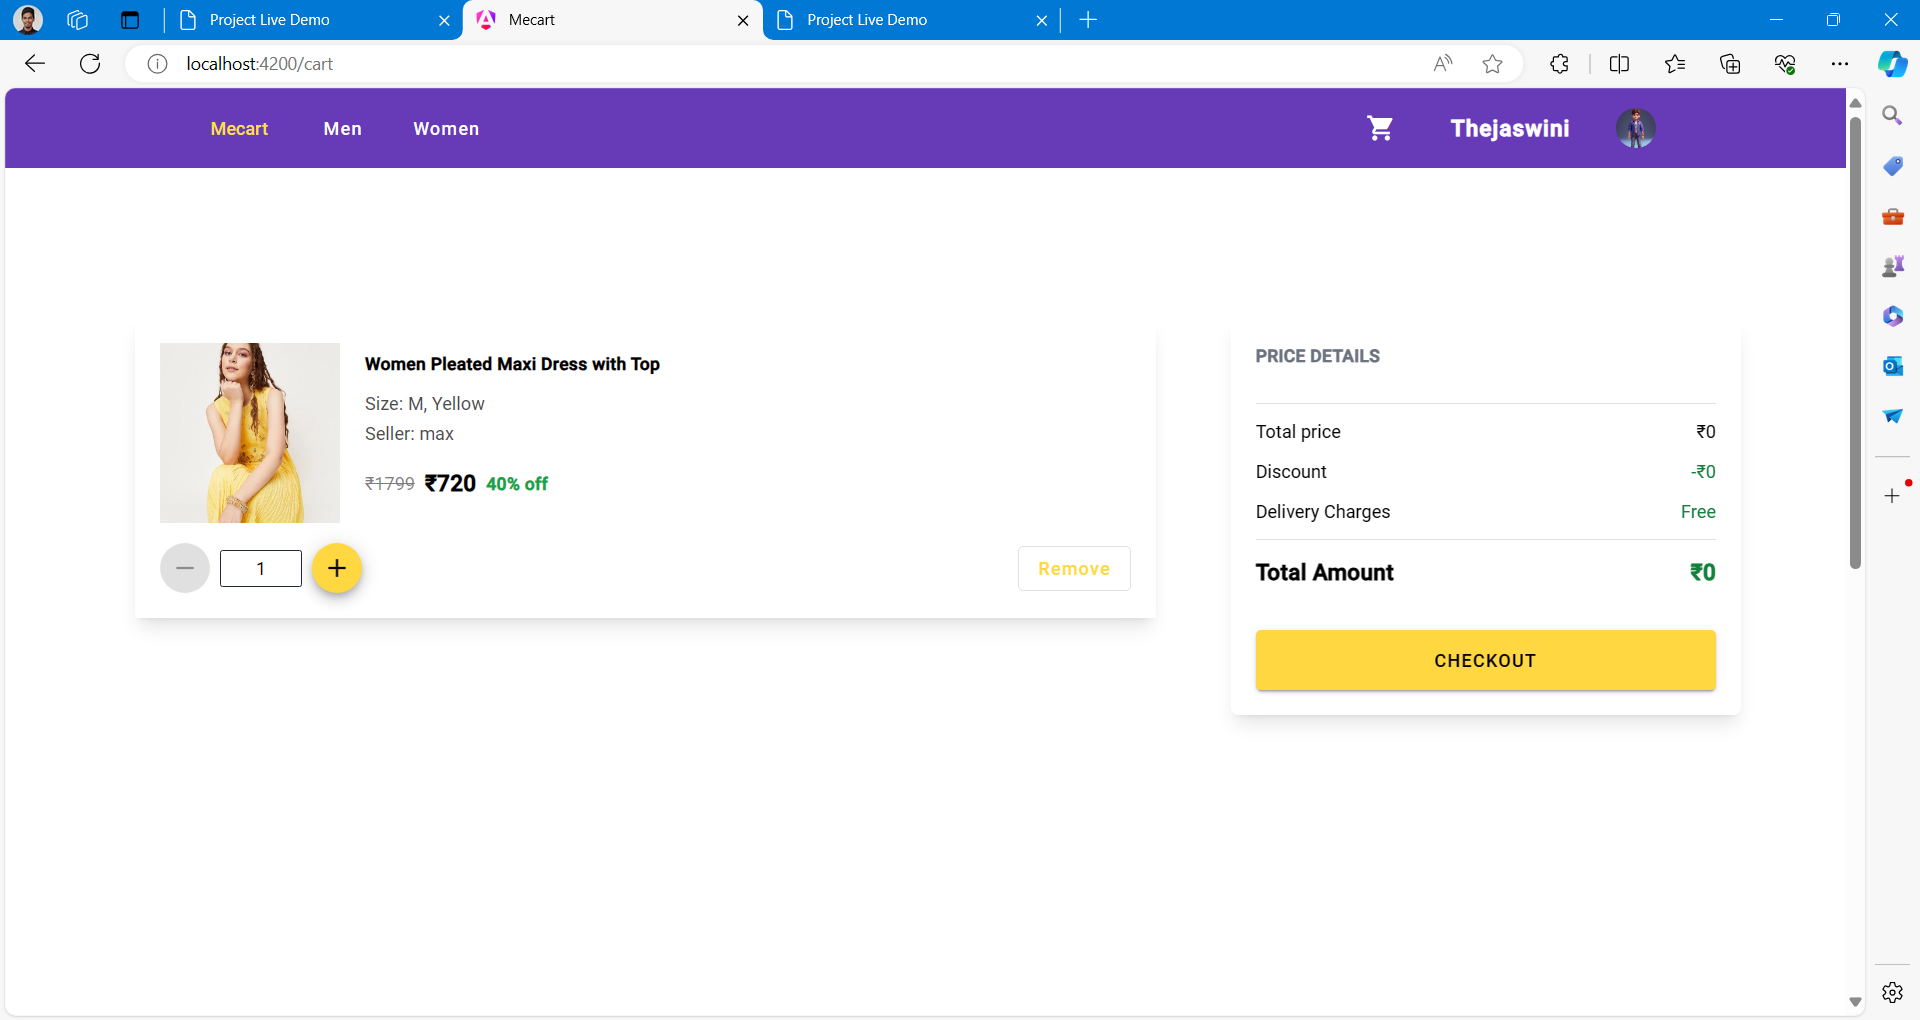 Project Live Demo
Mecart
Project Live Demo
localhost:4200/cart
Mecart Men Women Thejaswini
Women Pleated Maxi Dress with Top
Size: M, Yellow
Seller: max
₹1799 ₹720 40% off
1
Remove
PRICE DETAILS
Total price ₹0
Discount -₹0
Delivery Charges Free
Total Amount ₹0
CHECKOUT